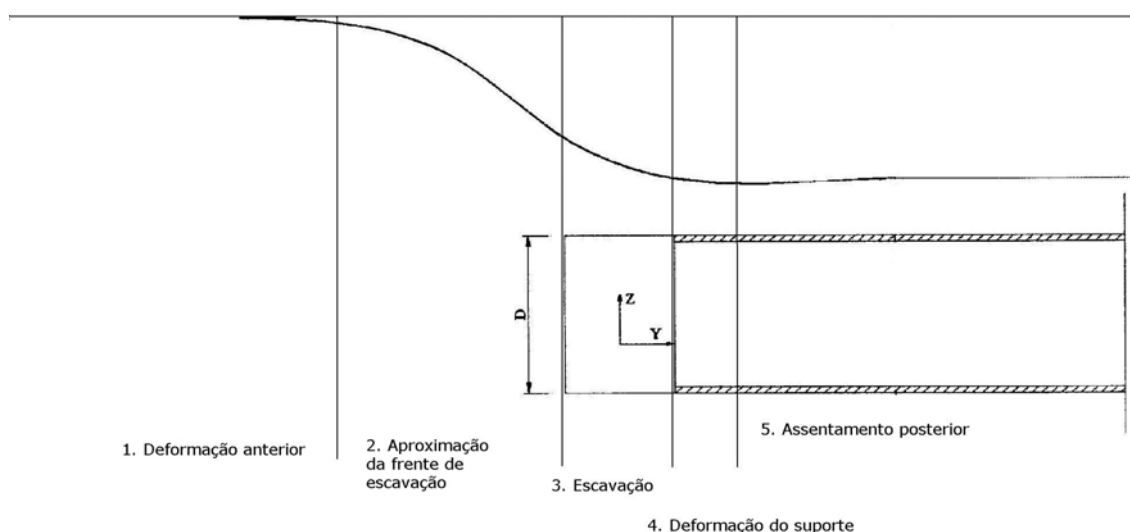 D
Z
Y
1. Deformação anterior
2. Aproximação
da frente de
escavação
3. Escavação
4. Deformação do suporte
5. Assentamento posterior